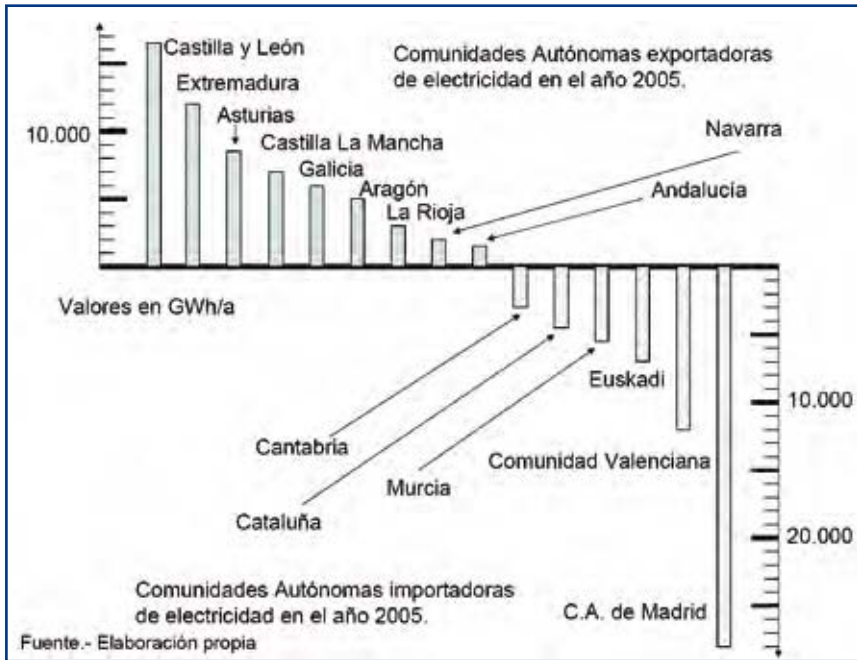 Castilla y León
Comunidades Autónomas exportadoras
de electricidad en el año 2005.
Extremadura
Asturias
10.000
Castilla La Mancha
Navarra
Galicia
Aragón
Andalucía
La Rioja
Valores en GWh/a
Euskadi
10.000
Cantabria
Comunidad Valenciana
Murcia
Cataluña
20.000
Comunidades Autónomas importadoras
de electricidad en el año 2005.
C.A. de Madrid
Fuente.- Elaboración propia